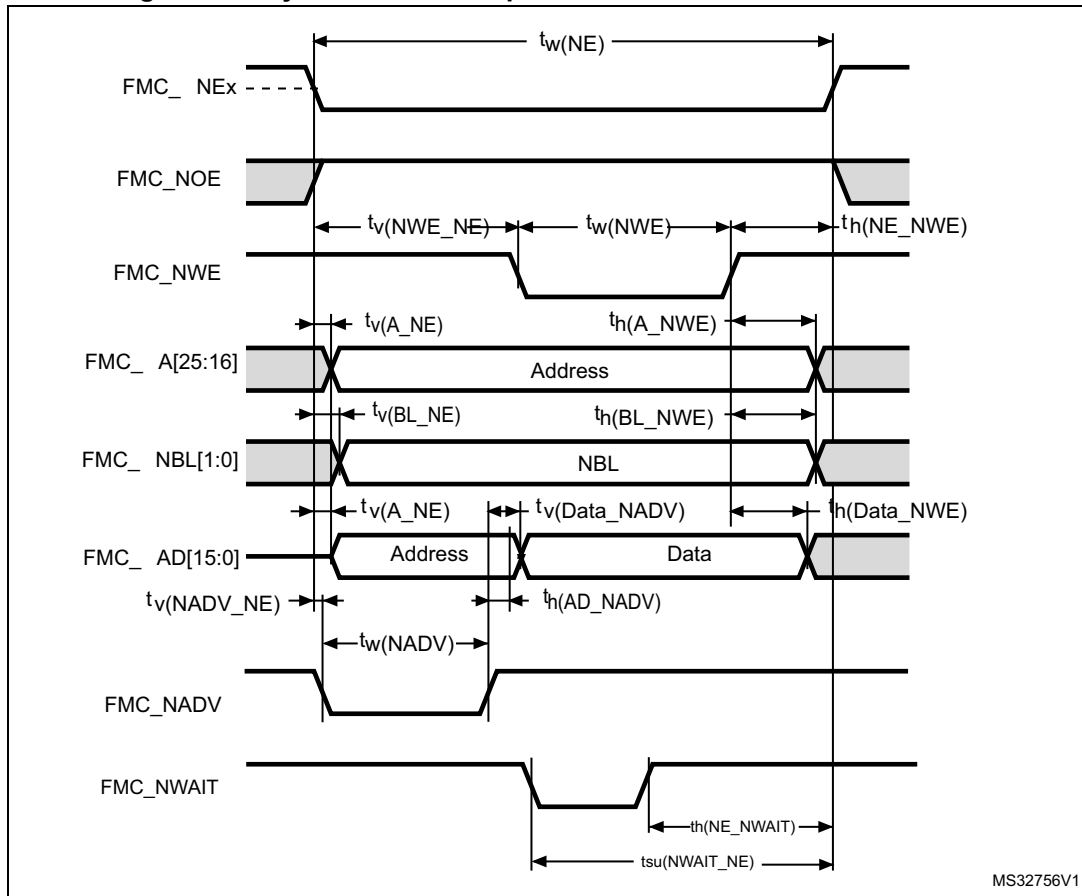 tw(NE)
FMC_ NEx
FMC_NOE
tv(NWE_NE)
tw(NWE)
th(NE_NWE)
FMC_NWE
tv(A_NE)
th(A_NWE)
FMC_ A[25:16]
Address
tv(BL_NE)
th(BL_NWE)
FMC_ NBL[1:0]
NBL
tv(A_NE)
tv(Data_NADV)
th(Data_NWE)
FMC_ AD[15:0]
Address
Data
tv(NADV_NE)
th(AD_NADV)
tw(NADV)
FMC_NADV
FMC_NWAIT
th(NE_NWAIT)
tsu(NWAIT_NE)
MS32756V1